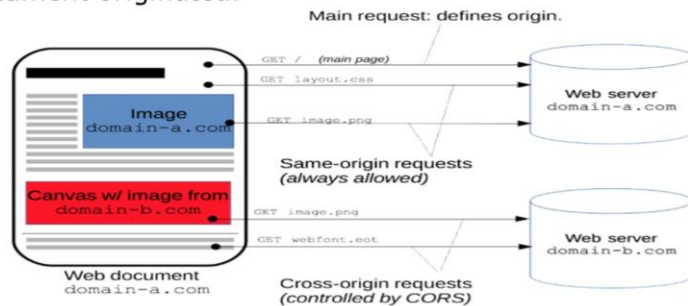 Main request: defines origin.
GET / (main page)
GET layout.css
Image
domain-a.com
GET image.png
Web server
domain-a.com
Same-origin requests
(always allowed)
Canvas w/ image from
domain-b.com
GET image.png
GET webfont.eot
Web server
domain-b.com
Web document
domain-a.com
Cross-origin requests
(controlled by CORS)